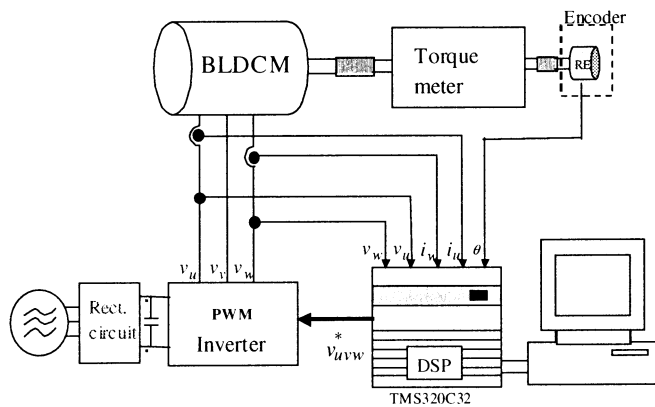 Encoder
BLDCM
Torque
meter
RE
v_w v_u i_w i_u θ
v_u v_v v_w
Rect.
circuit
PWM
Inverter
v*_uvw
DSP
TMS320C32